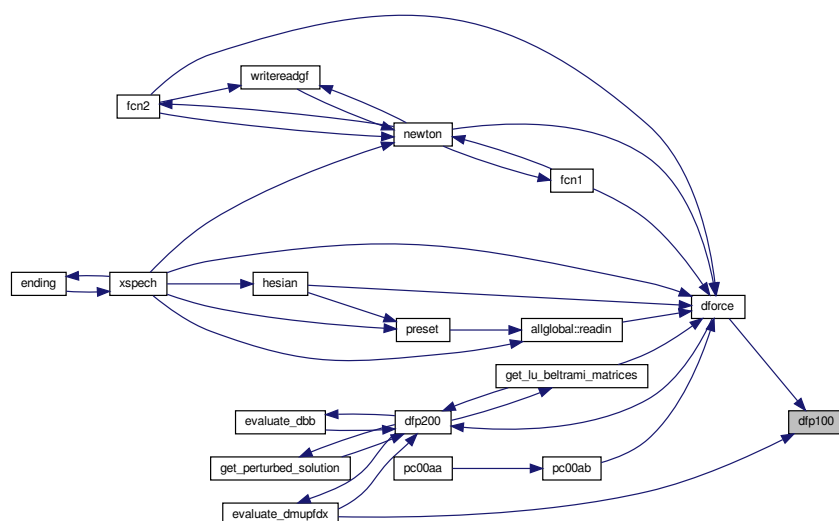 writereadgf
fcn2
newton
fcn1
ending
xspech
hesian
dforce
preset
allglobal::readin
get_lu_beltrami_matrices
evaluate_dbb
dfp200
dfp100
get_perturbed_solution
pc00aa
pc00ab
evaluate_dmupfdx